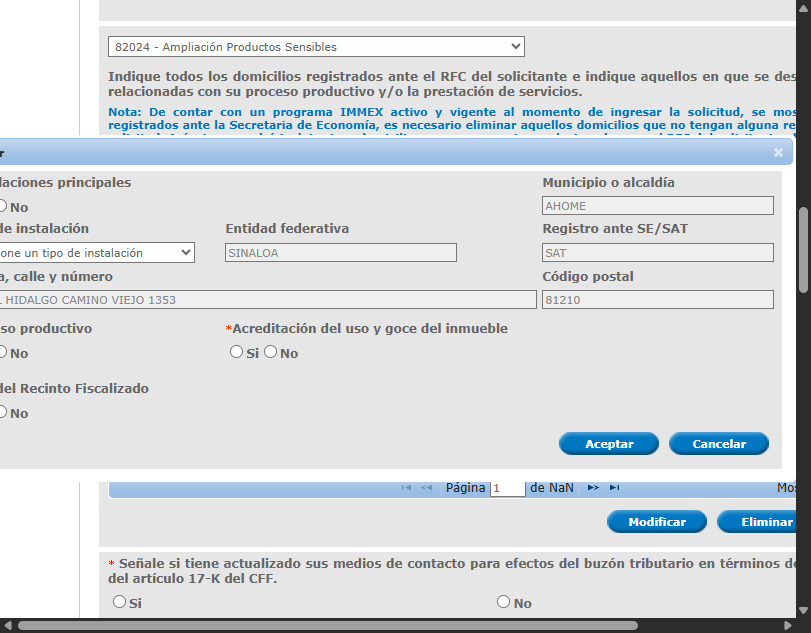 82024 - Ampliación Productos Sensibles
Indique todos los domicilios registrados ante el RFC del solicitante e indique aquellos en que se des
relacionadas con su proceso productivo y/o la prestación de servicios.
Nota: De contar con un programa IMMEX activo y vigente al momento de ingresar la solicitud, se mos
registrados ante la Secretaria de Economía, es necesario eliminar aquellos domicilios que no tengan alguna re
r
laciones principales
Municipio o alcaldía
No
AHOME
de instalación
Entidad federativa
Registro ante SE/SAT
one un tipo de instalación
SINALOA
SAT
a, calle y número
Código postal
L HIDALGO CAMINO VIEJO 1353
81210
so productivo
*Acreditación del uso y goce del inmueble
No
Si No
del Recinto Fiscalizado
No
Aceptar Cancelar
Página 1 de NaN
Mos
Modificar Eliminar
* Señale si tiene actualizado sus medios de contacto para efectos del buzón tributario en términos de
del artículo 17-K del CFF.
Si No